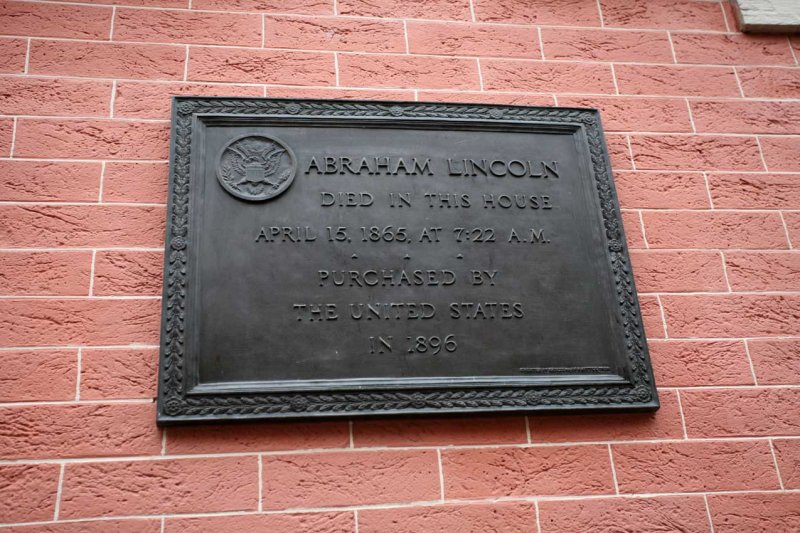 ABRAHAM LINCOLN
DIED IN THIS HOUSE
APRIL 15, 1865, AT 7:22 A.M.
PURCHASED BY
THE UNITED STATES
IN 1896